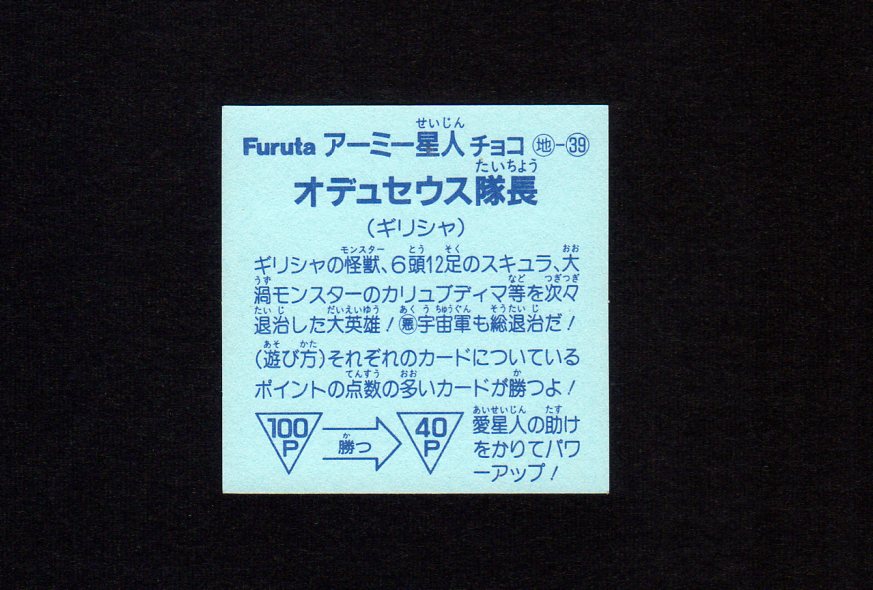 Furuta アーミー星人チョコ ㊞地-㊴
オデュセウス隊長
(ギリシャ)
ギリシャの怪獣、6頭12足のスキュラ、大
渦モンスターのカリュブディマ等を次々
退治した大英雄!悪宇宙軍も総退治だ!
(遊び方)それぞれのカードについている
ポイントの点数の多いカードが勝つよ!
100P 勝つ 40P
愛星人の助け
をかりてパワ
ーアップ!